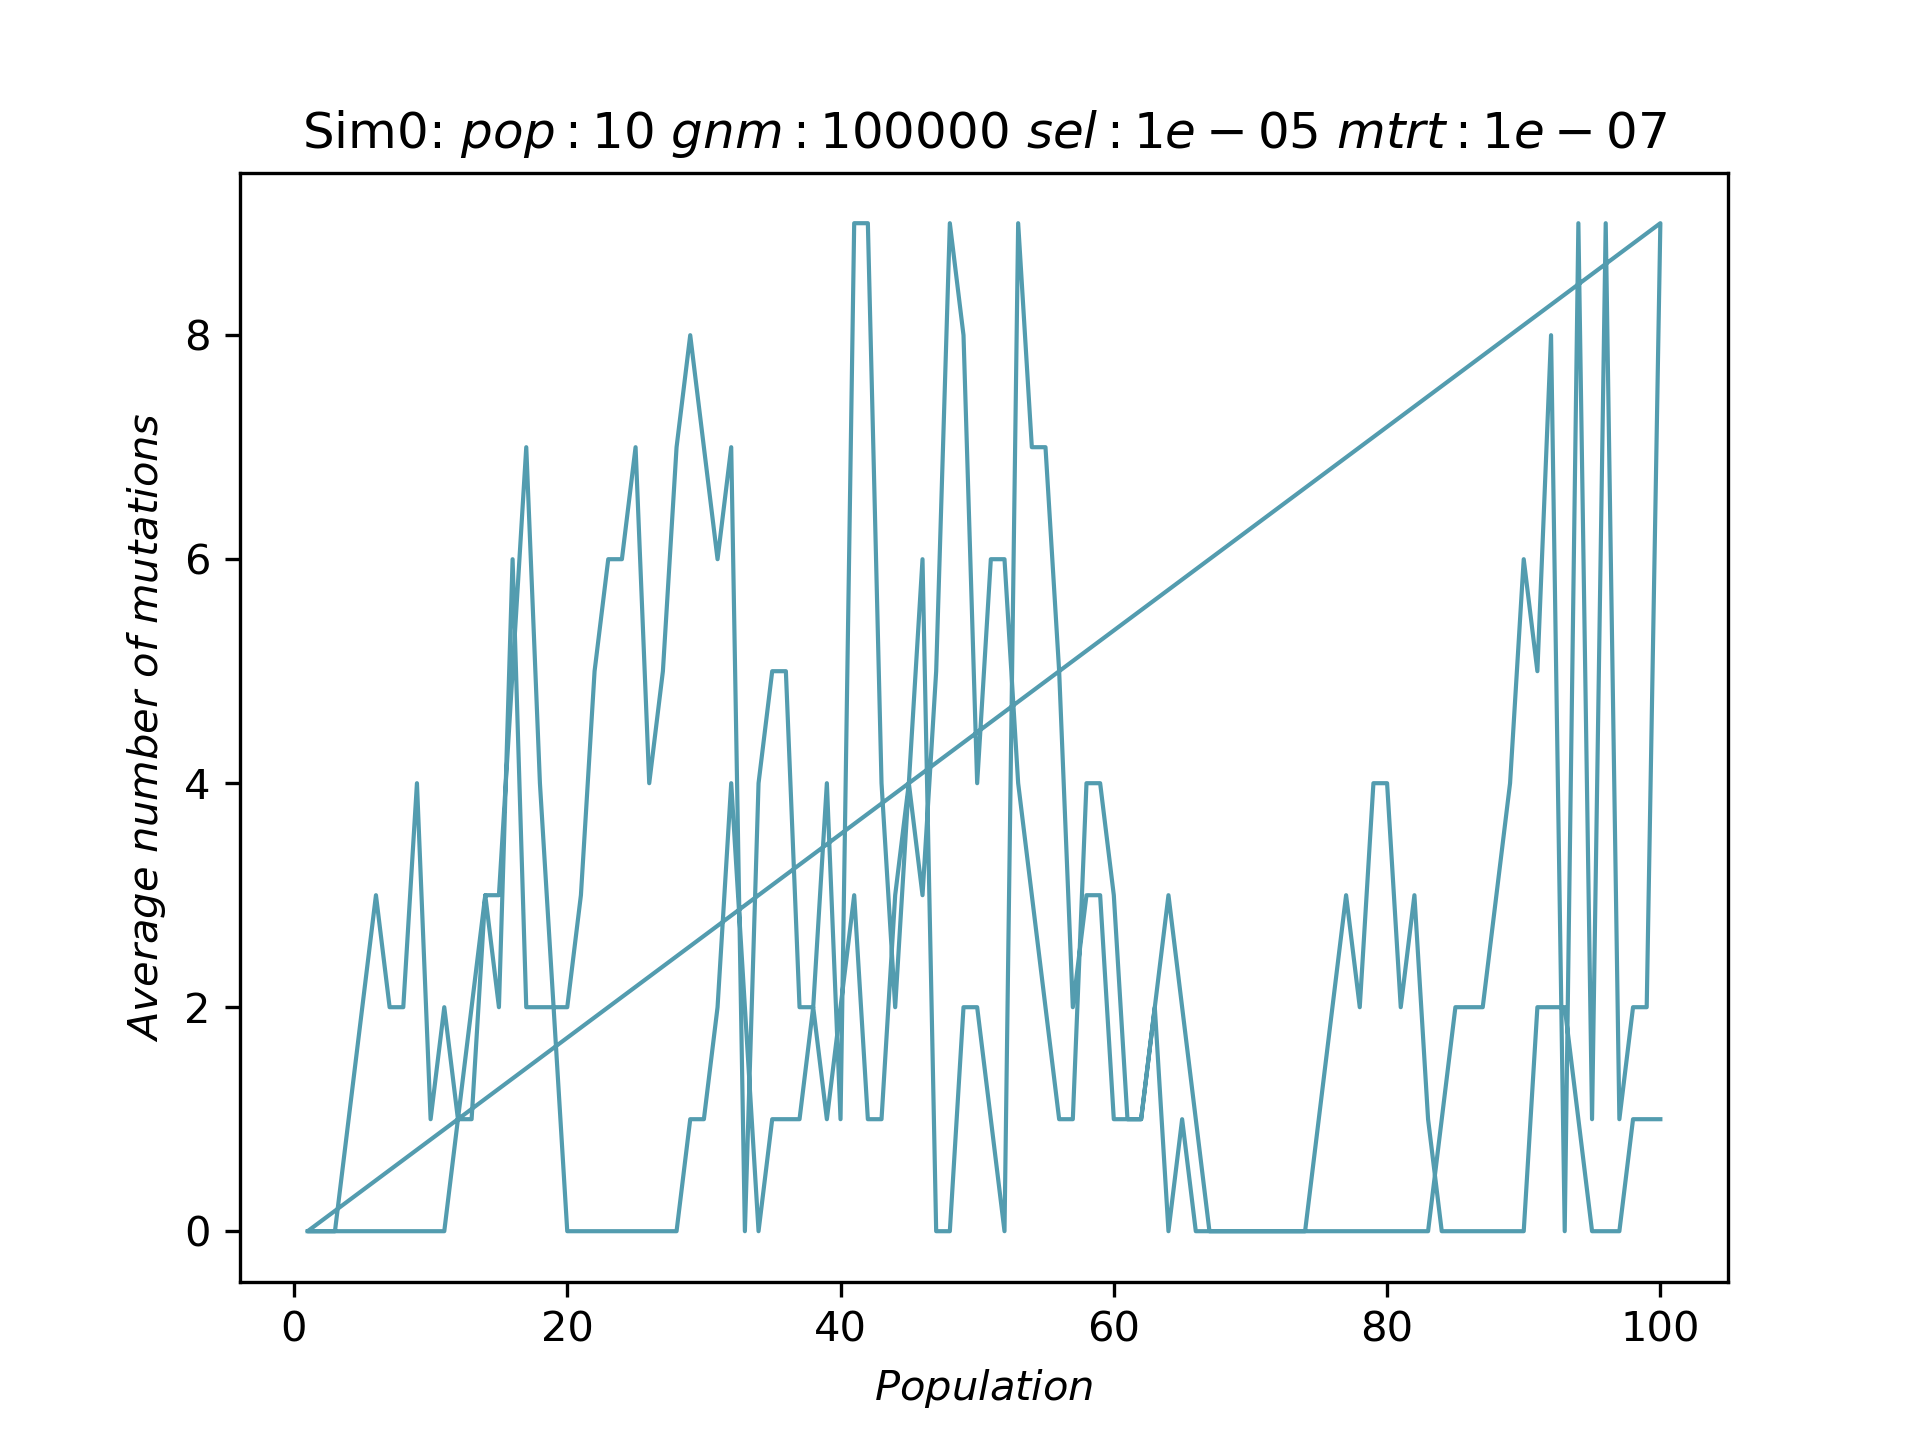 Sim0: pop : 10 gnm : 100000 sel : 1e − 05 mtrt : 1e − 07
Average number of mutations
8
6
4
2
0
0 20 40 60 80 100
Population